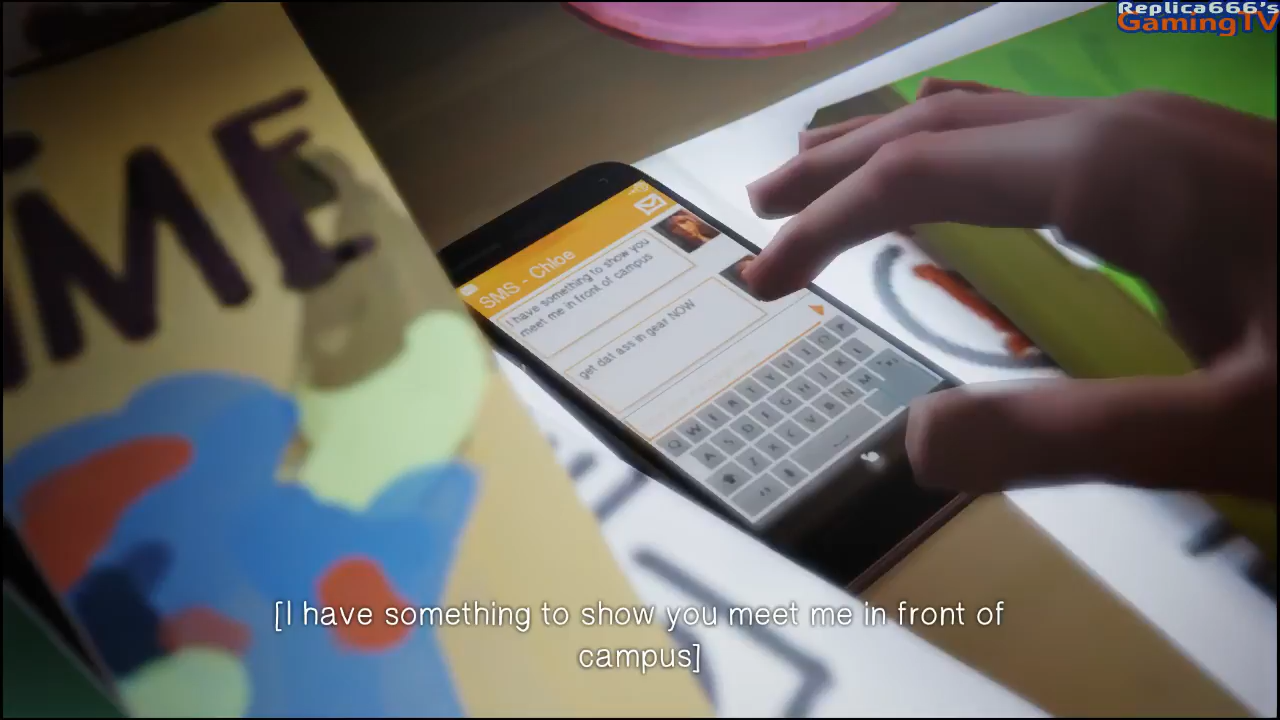 Replica666's
GamingTV
iME
SMS - Chloe
I have something to show you
meet me in front of campus
get dat ass in gear NOW
Q W E R T Y U I O P
A S D F G H J K L
Z X C V B N M
[I have something to show you meet me in front of
campus]